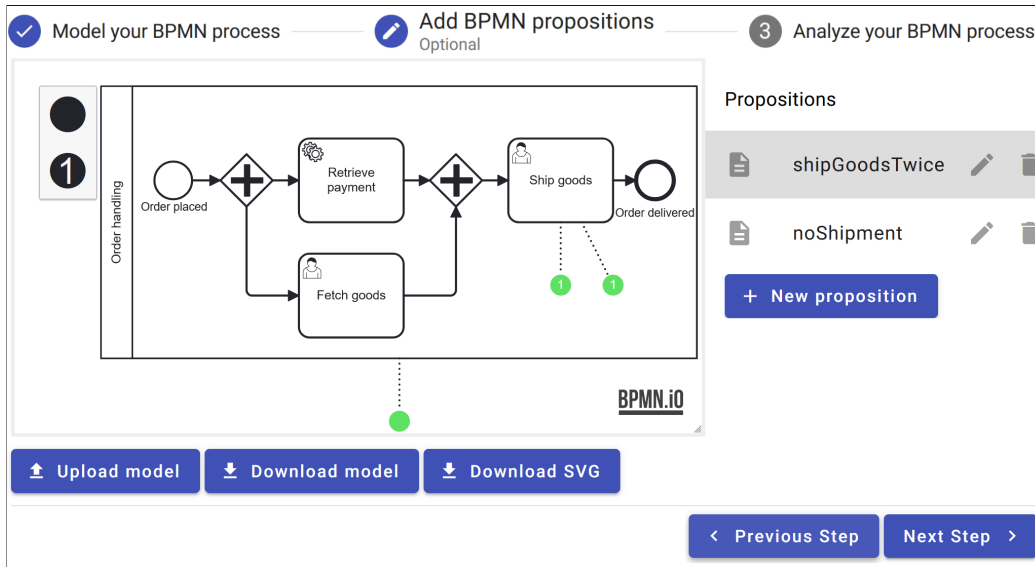 Model your BPMN process
Add BPMN propositions
Optional
3
Analyze your BPMN process
Propositions
1
Order handling
Order placed
Retrieve
payment
Fetch goods
Ship goods
Order delivered
1
1
BPMN.iO
shipGoodsTwice
noShipment
+ New proposition
Upload model
Download model
Download SVG
Previous Step
Next Step